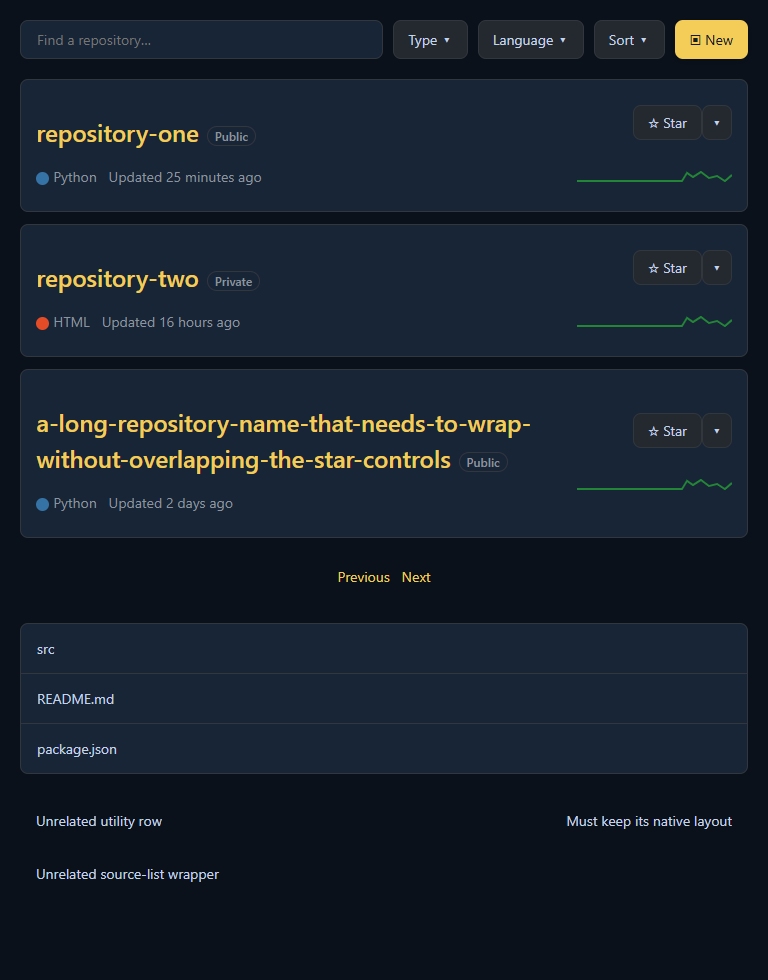 Find a repository... Type ▼ Language ▼ Sort ▼ ▣ New
repository-one Public ☆ Star ▼
Python Updated 25 minutes ago
repository-two Private ☆ Star ▼
HTML Updated 16 hours ago
a-long-repository-name-that-needs-to-wrap-
without-overlapping-the-star-controls Public ☆ Star ▼
Python Updated 2 days ago
Previous Next
src
README.md
package.json
Unrelated utility row Must keep its native layout
Unrelated source-list wrapper